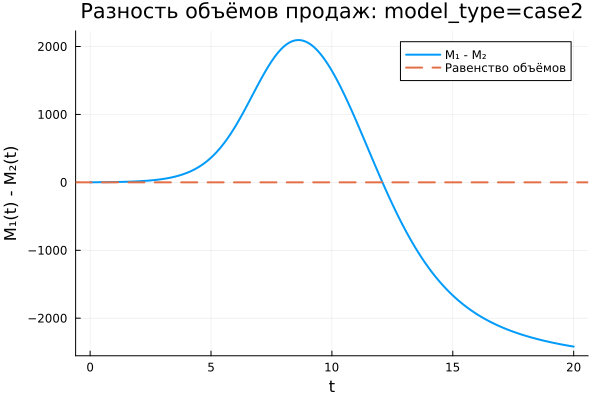 Разность объёмов продаж: model_type=case2
M₁ - M₂
Равенство объёмов
M₁(t) - M₂(t)
2000
1000
0
−1000
−2000
0
5
10
15
20
t